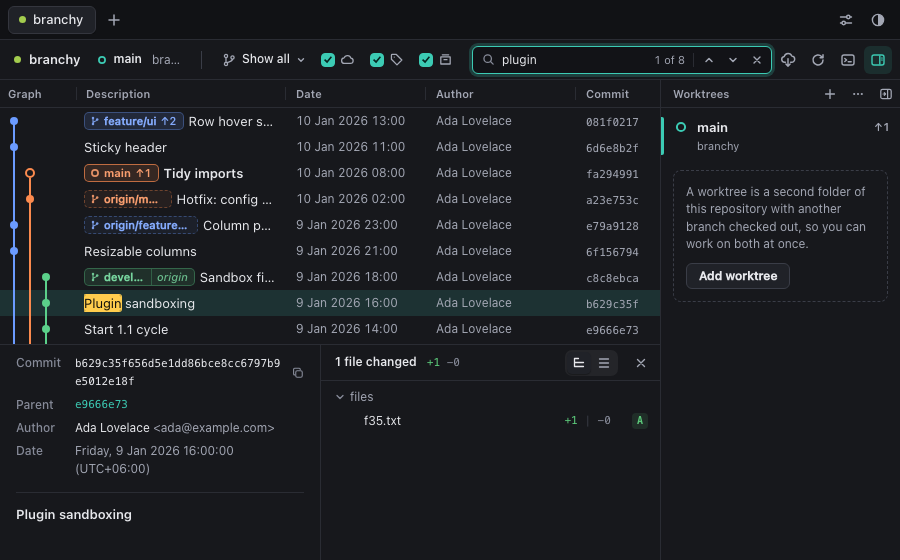 branchy
branchy main bra... Show all plugin 1 of 8
Graph Description Date Author Commit
feature/ui ↑2 Row hover s... 10 Jan 2026 13:00 Ada Lovelace 081f0217
Sticky header 10 Jan 2026 11:00 Ada Lovelace 6d6e8b2f
main ↑1 Tidy imports 10 Jan 2026 08:00 Ada Lovelace fa294991
origin/m... Hotfix: config ... 10 Jan 2026 02:00 Ada Lovelace a23e753c
origin/feature... Column p... 9 Jan 2026 23:00 Ada Lovelace e79a9128
Resizable columns 9 Jan 2026 21:00 Ada Lovelace 6f156794
devel... origin Sandbox fi... 9 Jan 2026 18:00 Ada Lovelace c8c8ebca
Plugin sandboxing 9 Jan 2026 16:00 Ada Lovelace b629c35f
Start 1.1 cycle 9 Jan 2026 14:00 Ada Lovelace e9666e73
Worktrees
main ↑1
branchy
A worktree is a second folder of
this repository with another
branch checked out, so you can
work on both at once.
Add worktree
Commit b629c35f656d5e1dd86bce8cc6797b9
e5012e18f
Parent e9666e73
Author Ada Lovelace <ada@example.com>
Date Friday, 9 Jan 2026 16:00:00
(UTC+06:00)
Plugin sandboxing
1 file changed +1 −0
files
f35.txt +1 −0 A